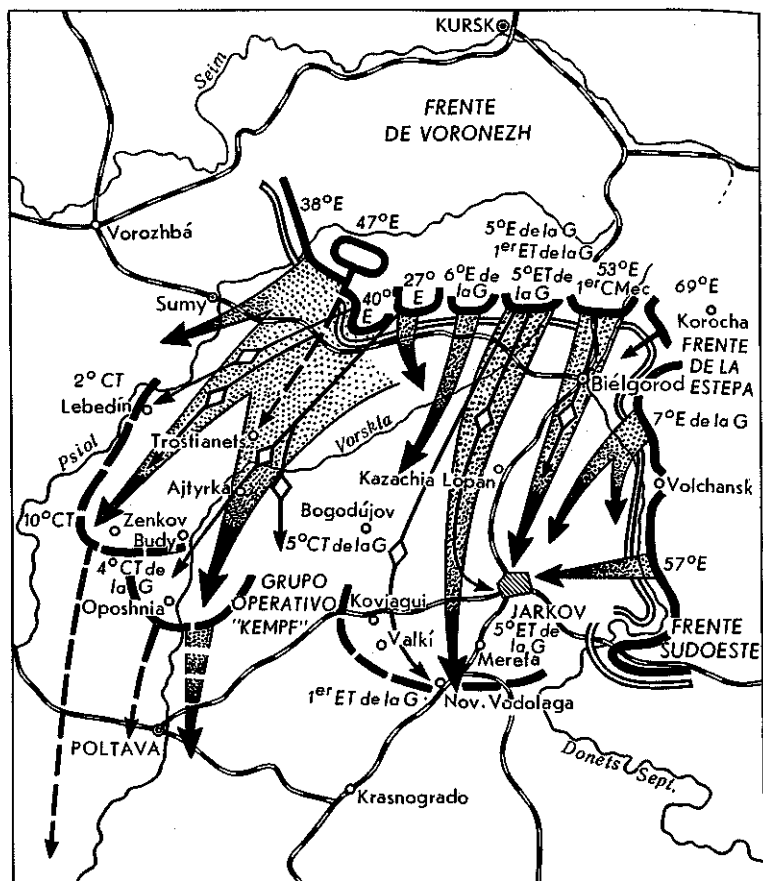 KURSK
Seim
FRENTE
DE VORONEZH
38°E
47°E
Vorozhbá
5°E de la G
1er ET de la G
Sumy
40°
E
27°
E
6°E de
la G
5°ET de
la G
53°E
1er CMec
69°E
Korocha
FRENTE
DE LA
ESTEPA
2° CT
Lebedín
Biélgorod
7°E de la G
Psiol
Trostianets
Vorskla
Kazachia Lopan
Volchansk
Ajtyrka
10°CT
Zenkov
Budy
Bogodújov
5°CT de la G
4° CT de
la G
57°E
Oposhnia
GRUPO
OPERATIVO
"KEMPF"
Koviagui
JARKOV
FRENTE
SUDOESTE
Valkí
5°ET de
la G
Merefa
1er ET de la G
Nov. Vodolaga
POLTAVA
Donets Sept.
Krasnogrado